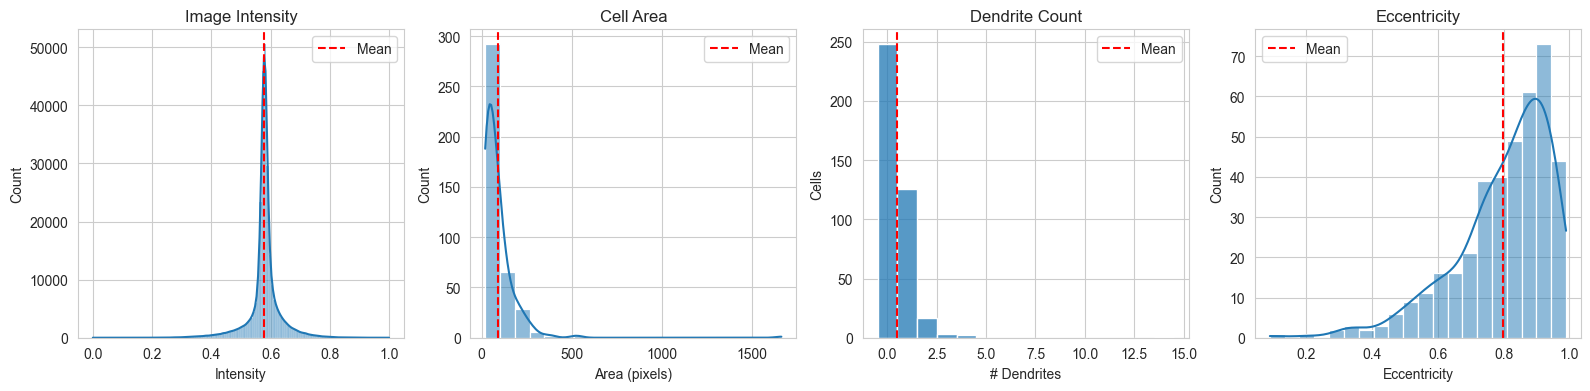 Image Intensity
Count
50000
40000
30000
20000
10000
0
Mean
0.0 0.2 0.4 0.6 0.8 1.0
Intensity
Cell Area
Count
300
250
200
150
100
50
0
Mean
0 500 1000 1500
Area (pixels)
Dendrite Count
Cells
250
200
150
100
50
0
Mean
0.0 2.5 5.0 7.5 10.0 12.5 15.0
# Dendrites
Eccentricity
Count
70
60
50
40
30
20
10
0
Mean
0.2 0.4 0.6 0.8 1.0
Eccentricity